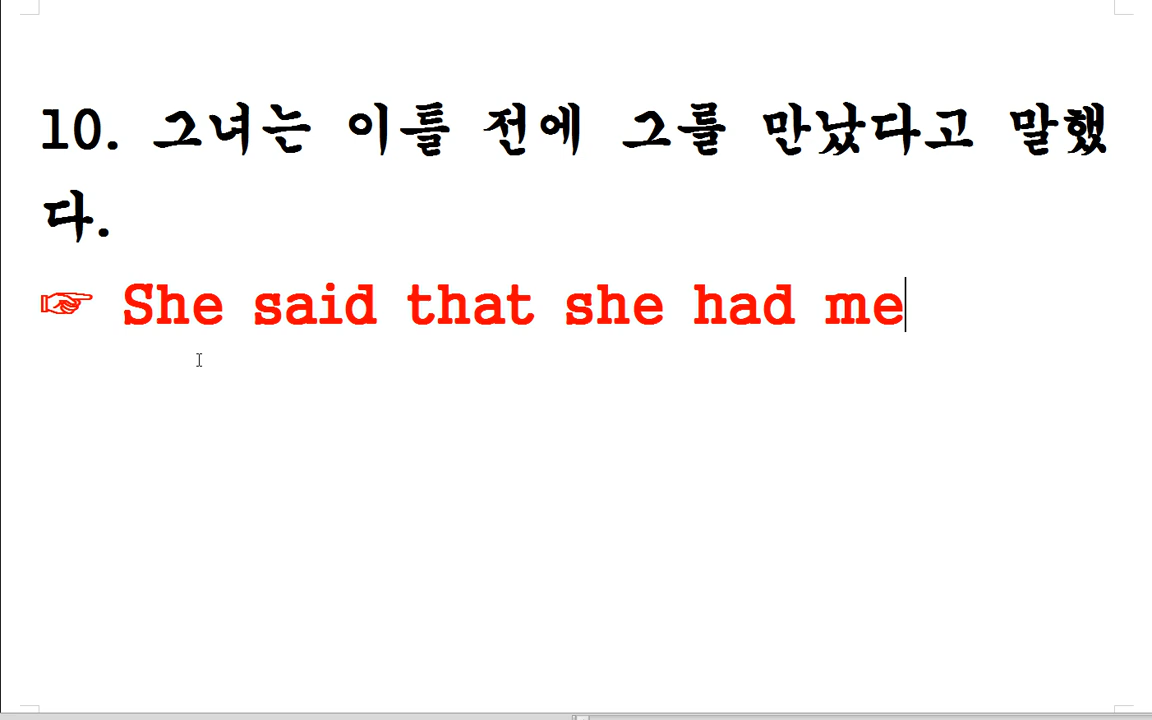 10. 그녀는 이틀 전에 그를 만났다고 말했
다.
☞ She said that she had me